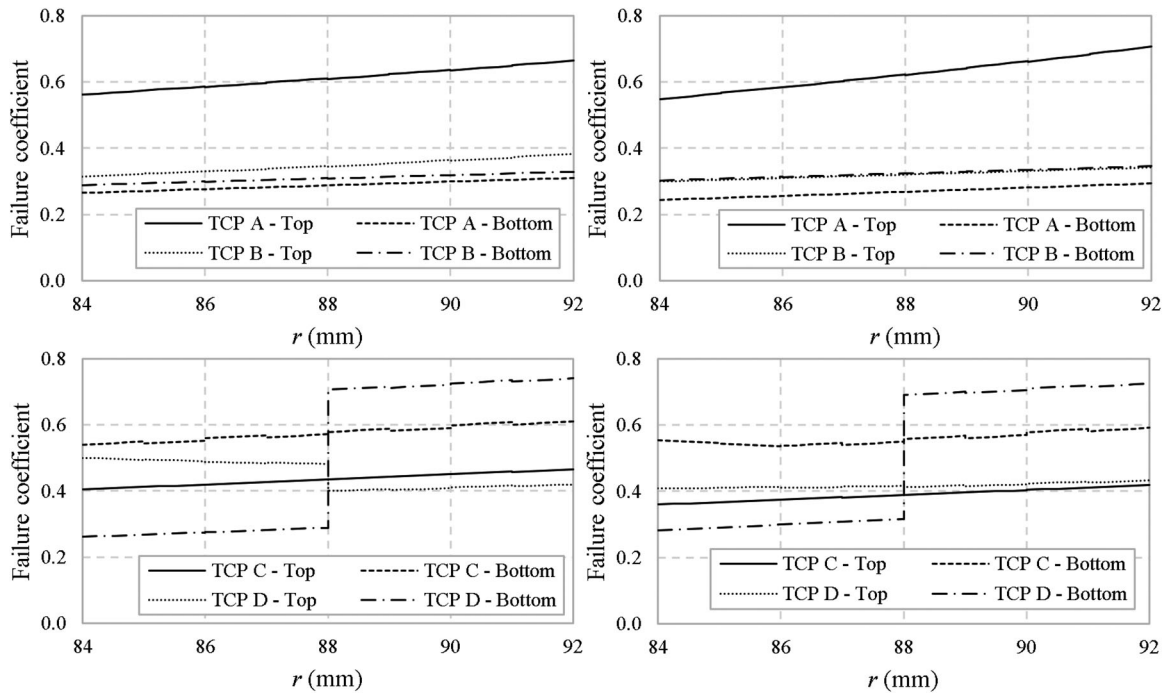 0.8
0.6
0.4
0.2
0.0
Failure coefficient
TCP A - Top
TCP A - Bottom
TCP B - Top
TCP B - Bottom
84
86
88
90
92
r (mm)
0.8
0.6
0.4
0.2
0.0
Failure coefficient
TCP A - Top
TCP A - Bottom
TCP B - Top
TCP B - Bottom
84
86
88
90
92
r (mm)
0.8
0.6
0.4
0.2
0.0
Failure coefficient
TCP C - Top
TCP C - Bottom
TCP D - Top
TCP D - Bottom
84
86
88
90
92
r (mm)
0.8
0.6
0.4
0.2
0.0
Failure coefficient
TCP C - Top
TCP C - Bottom
TCP D - Top
TCP D - Bottom
84
86
88
90
92
r (mm)